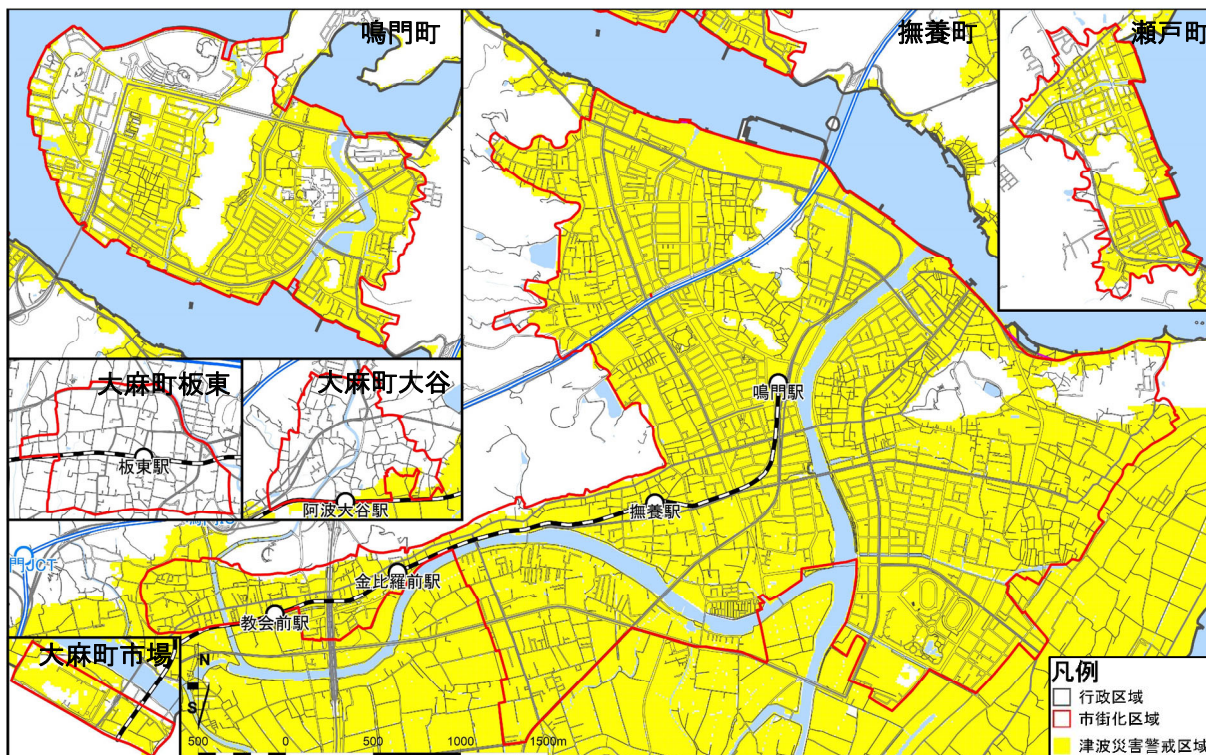 鳴門町
撫養町
瀬戸町
大麻町板東
大麻町大谷
鳴門駅
板東駅
阿波大谷駅
撫養駅
門JCT
金比羅前駅
教会前駅
大麻町市場
N
S
500 0 500 1000 1500m
凡例
行政区域
市街化区域
津波災害警戒区域